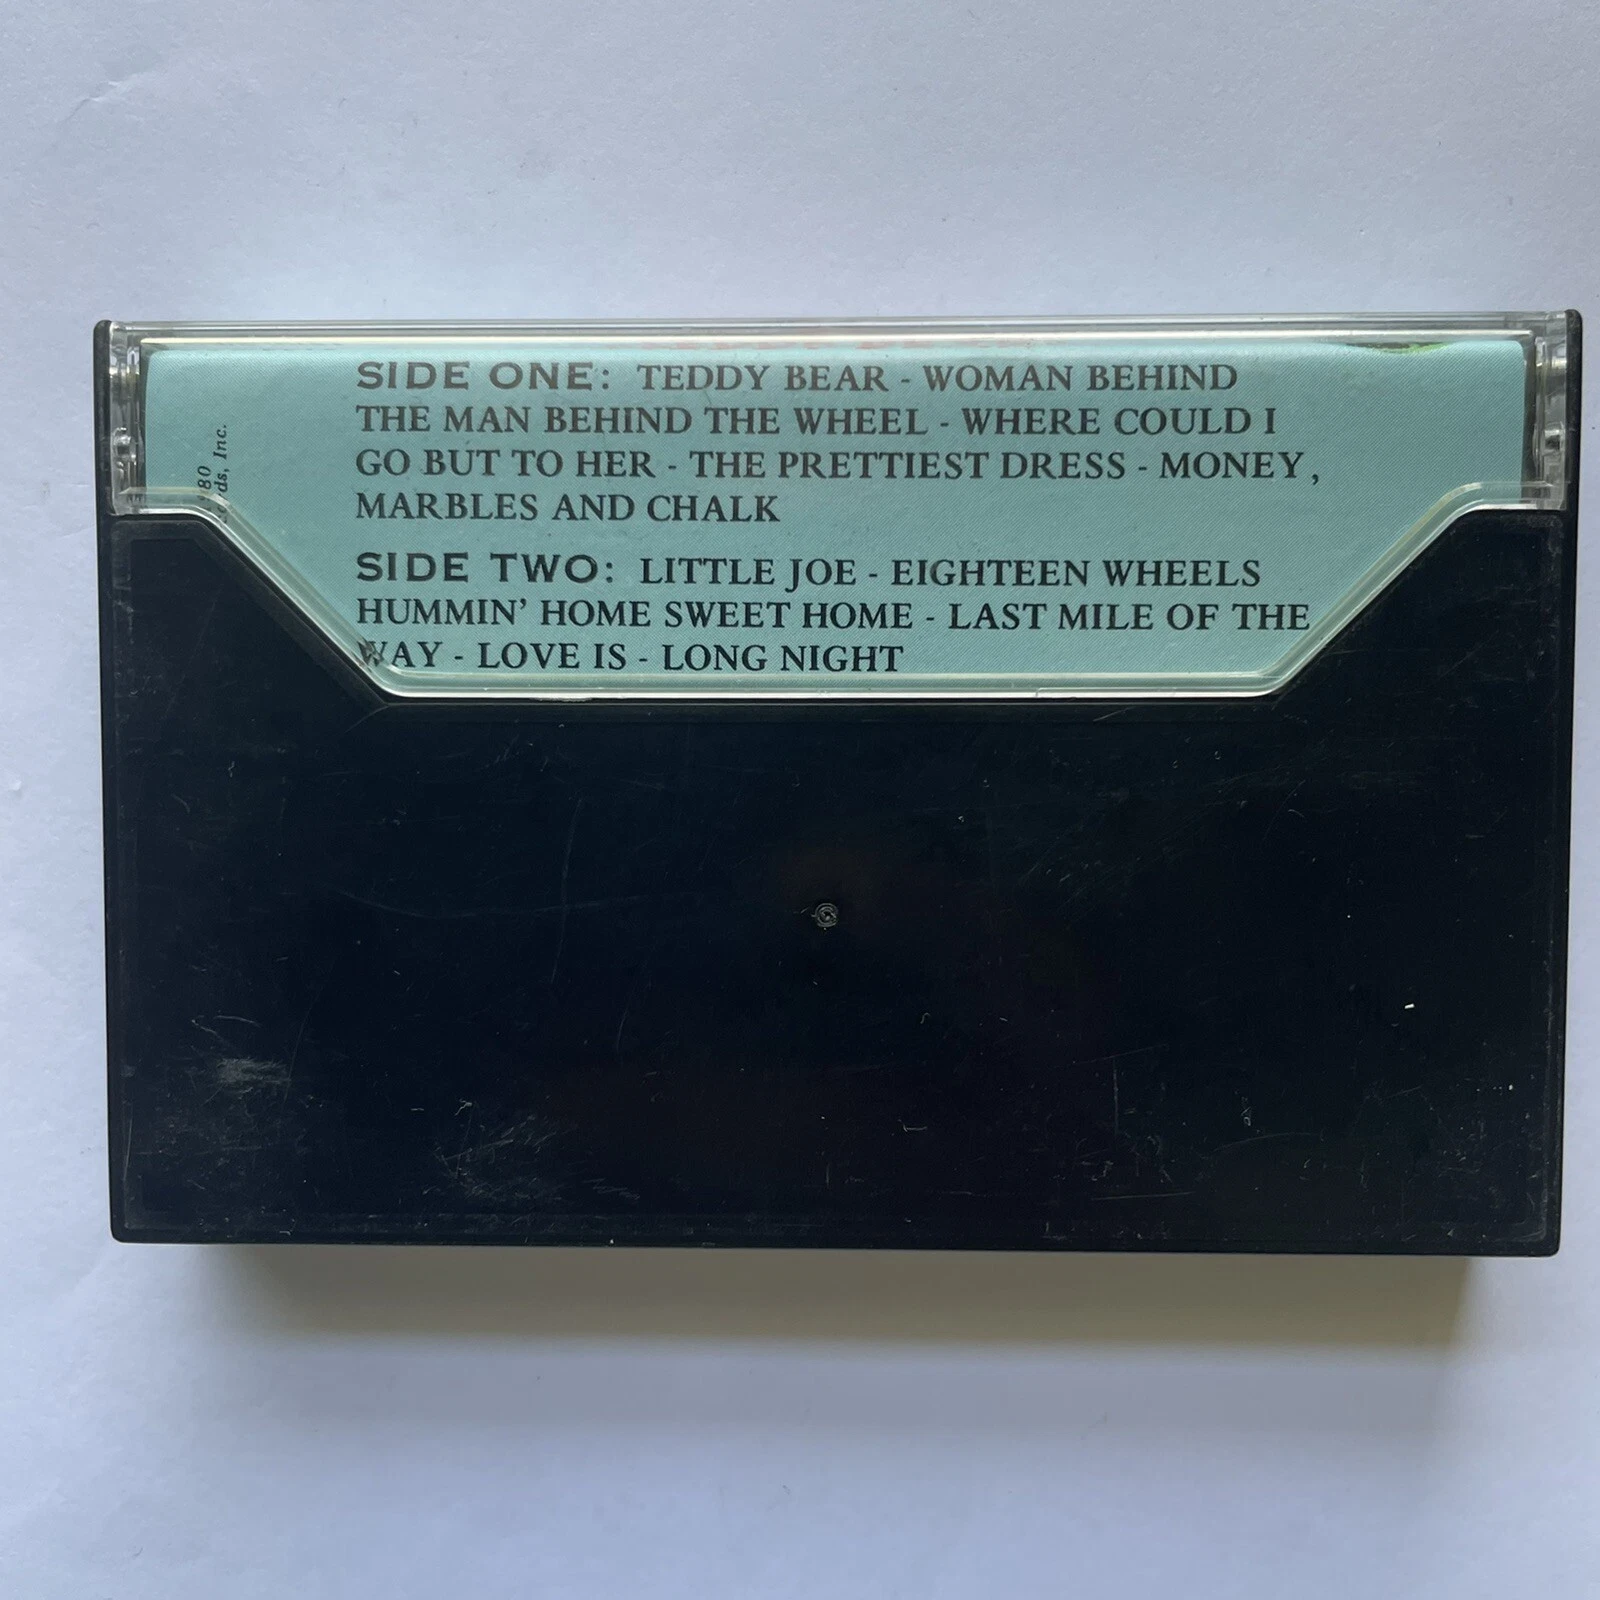 SIDE ONE: TEDDY BEAR - WOMAN BEHIND
THE MAN BEHIND THE WHEEL - WHERE COULD I
GO BUT TO HER - THE PRETTIEST DRESS - MONEY,
MARBLES AND CHALK
SIDE TWO: LITTLE JOE - EIGHTEEN WHEELS
HUMMIN' HOME SWEET HOME - LAST MILE OF THE
WAY - LOVE IS - LONG NIGHT
Inc.